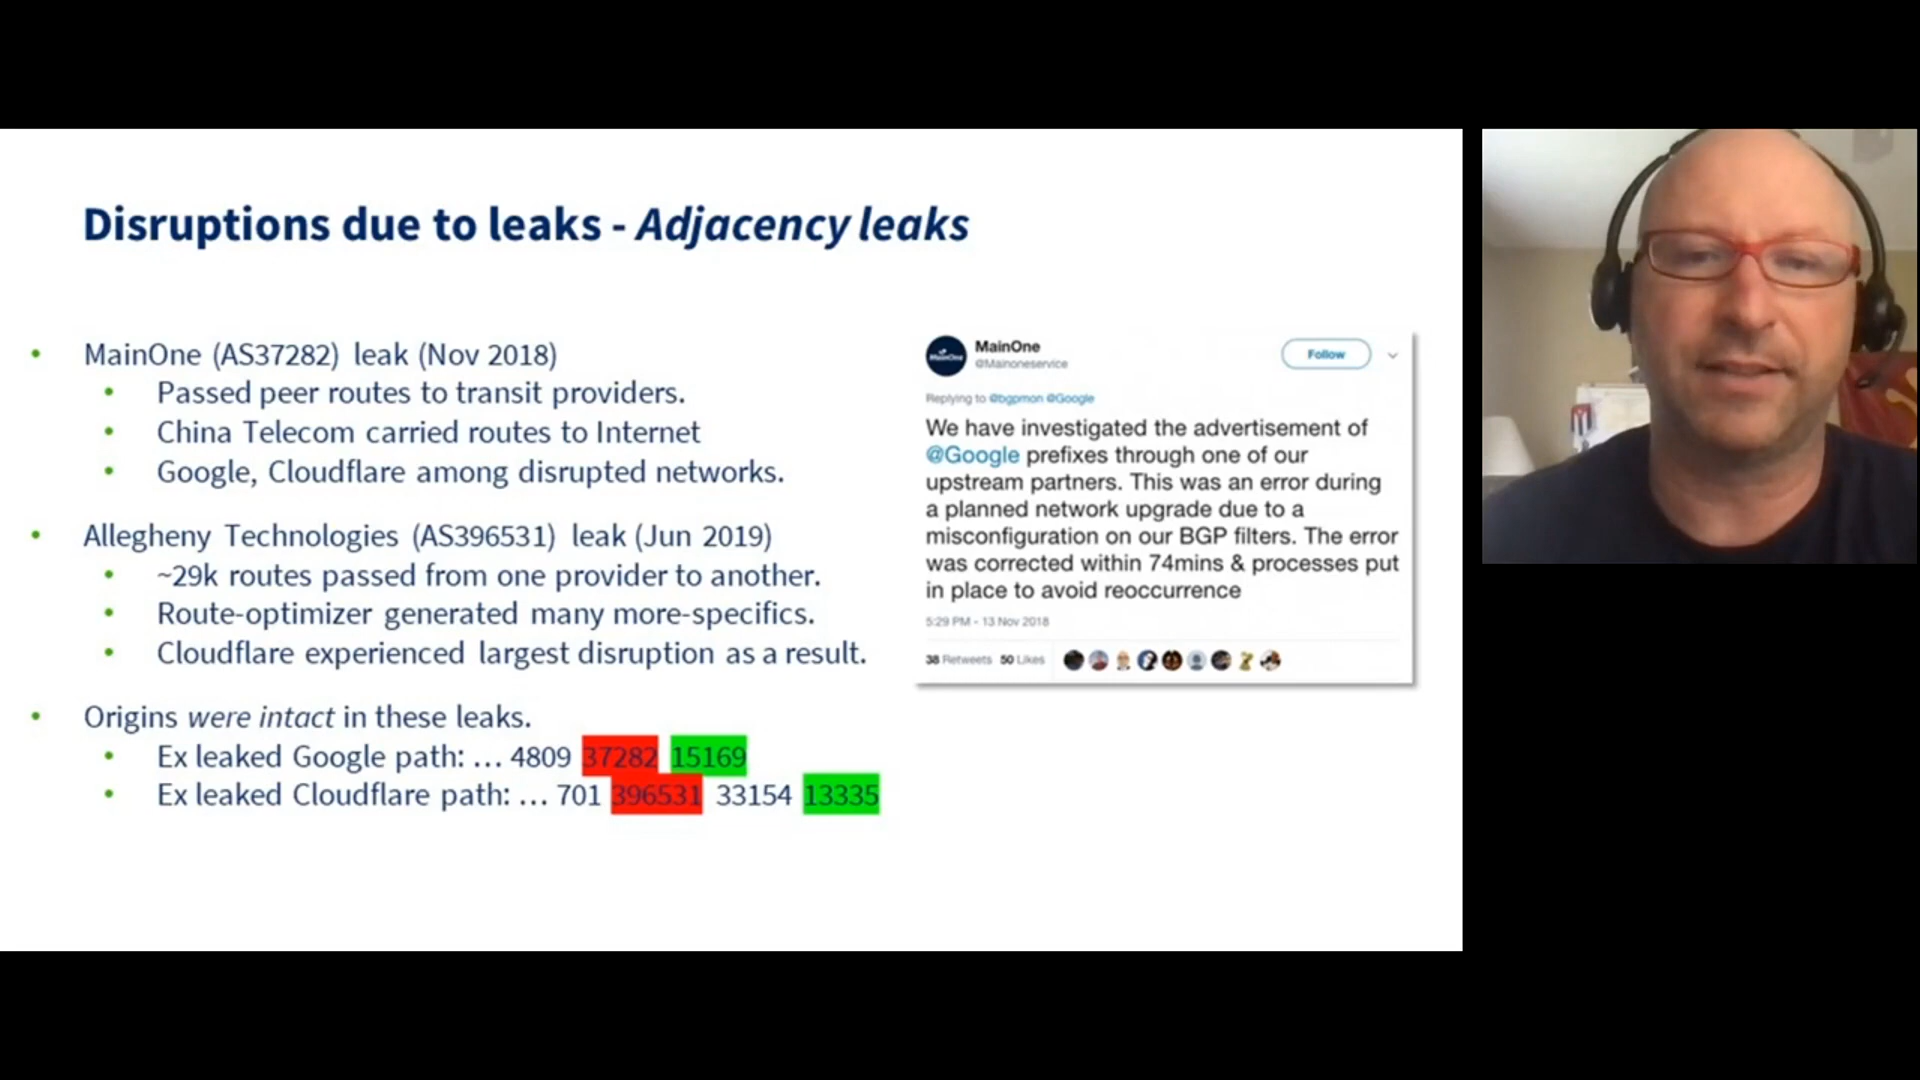 Disruptions due to leaks - Adjacency leaks
• MainOne (AS37282) leak (Nov 2018)
• Passed peer routes to transit providers.
• China Telecom carried routes to Internet
• Google, Cloudflare among disrupted networks.
• Allegheny Technologies (AS396531) leak (Jun 2019)
• ~29k routes passed from one provider to another.
• Route-optimizer generated many more-specifics.
• Cloudflare experienced largest disruption as a result.
• Origins were intact in these leaks.
• Ex leaked Google path: … 4809 37282 15169
• Ex leaked Cloudflare path: … 701 396531 33154 13335
MainOne
MainOne
@Mainoneservice
Follow
Replying to @bgpmon @Google
We have investigated the advertisement of
@Google prefixes through one of our
upstream partners. This was an error during
a planned network upgrade due to a
misconfiguration on our BGP filters. The error
was corrected within 74mins & processes put
in place to avoid reoccurrence
5:29 PM - 13 Nov 2018
38 Retweets 50 Likes